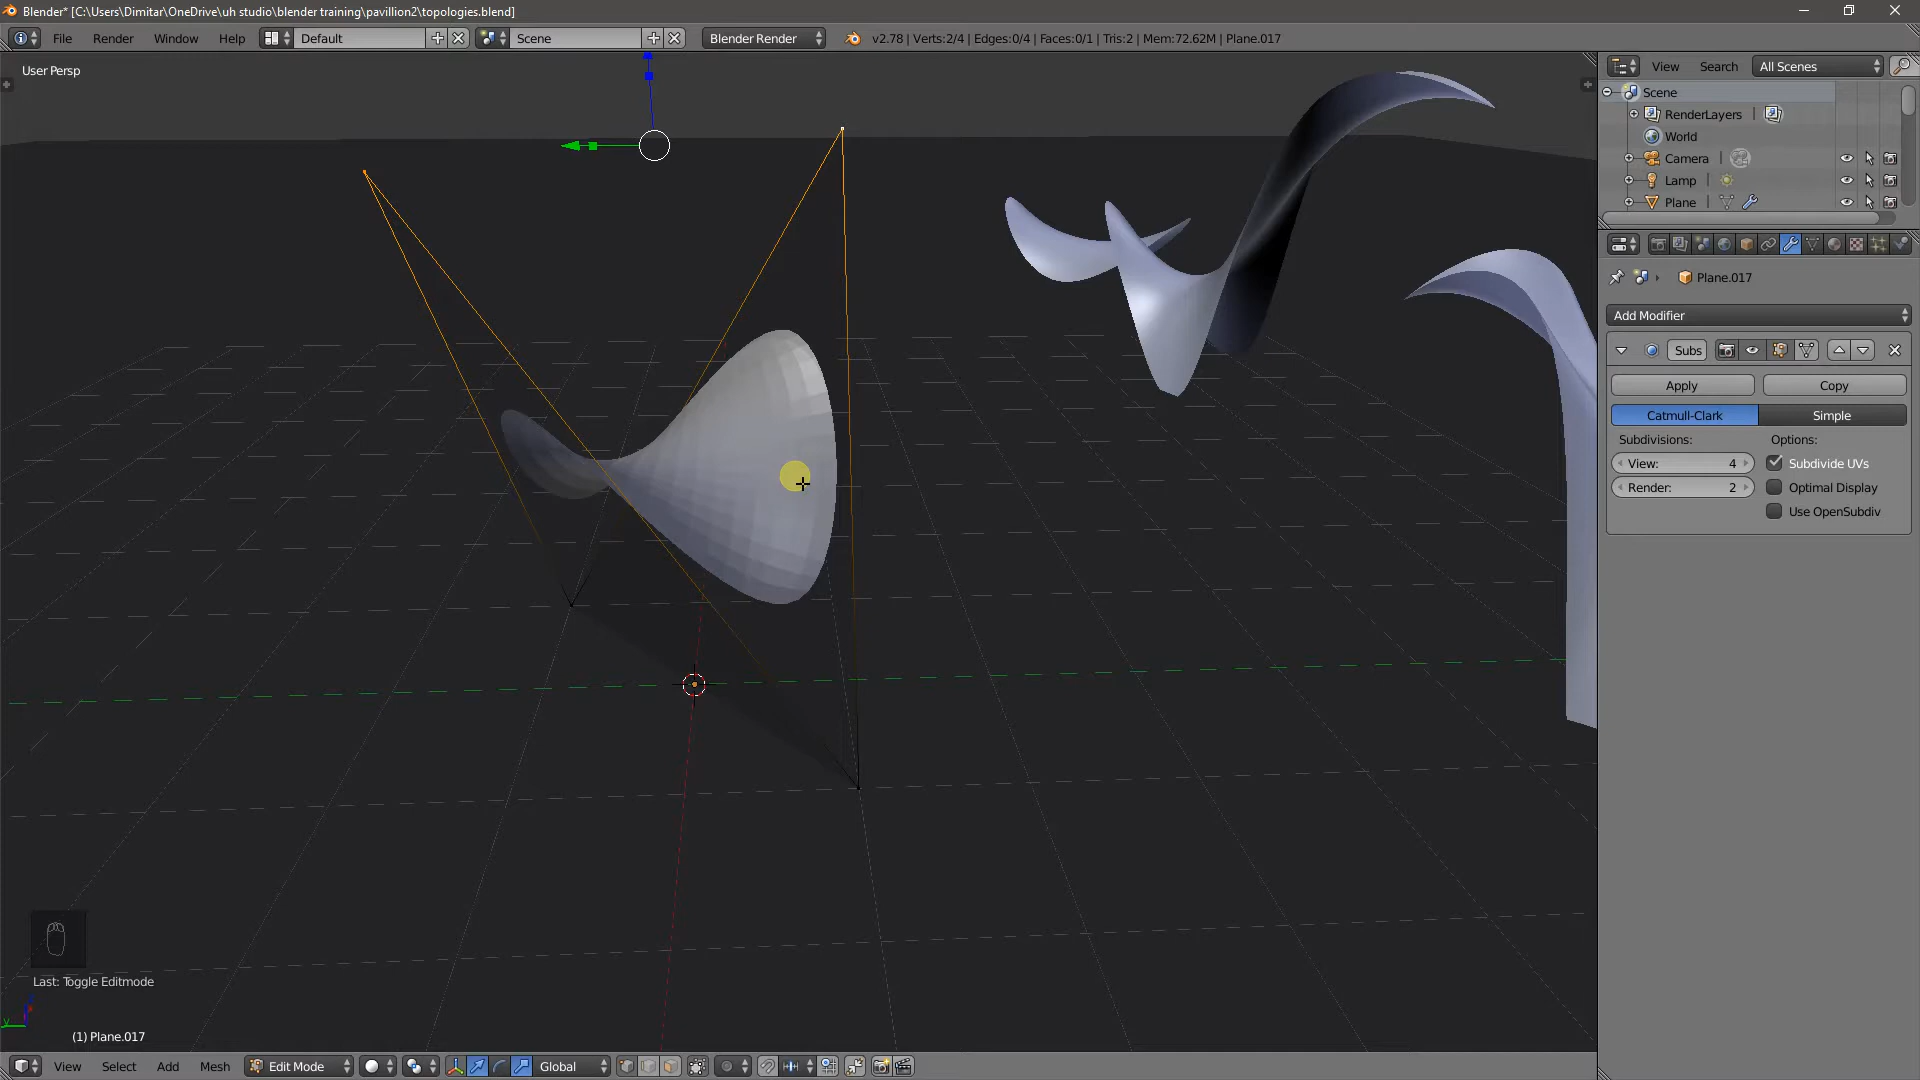 Blender* [C:\Users\Dimitar\OneDrive\uh studio\blender training\pavillion2\topologies.blend]
File Render Window Help Default Scene Blender Render v2.78 | Verts:2/4 | Edges:0/4 | Faces:0/1 | Tris:2 | Mem:72.62M | Plane.017
User Persp
View Search All Scenes
Scene
RenderLayers
World
Camera
Lamp
Plane
Plane.017
Add Modifier
Subs
Apply Copy
Catmull-Clark Simple
Subdivisions: Options:
View: 4 Subdivide UVs
Render: 2 Optimal Display
Use OpenSubdiv
Last: Toggle Editmode
y
(1) Plane.017
View Select Add Mesh Edit Mode Global